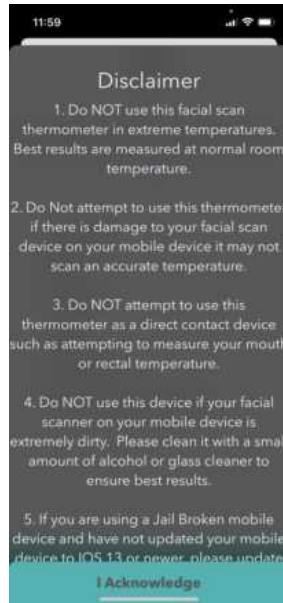 11:59
Disclaimer
1. Do NOT use this facial scan
thermometer in extreme temperatures.
Best results are measured at normal room
temperature.
2. Do Not attempt to use this thermomete
if there is damage to your facial scan
device on your mobile device it may not
scan an accurate temperature.
3. Do NOT attempt to use this
thermometer as a direct contact device
such as attempting to measure your mouth
or rectal temperature.
4. Do NOT use this device if your facial
scanner on your mobile device is
extremely dirty. Please clean it with a smal
amount of alcohol or glass cleaner to
ensure best results.
5. If you are using a Jail Broken mobile
device and have not updated your mobile
device to IOS 13 or newer, please update
I Acknowledge